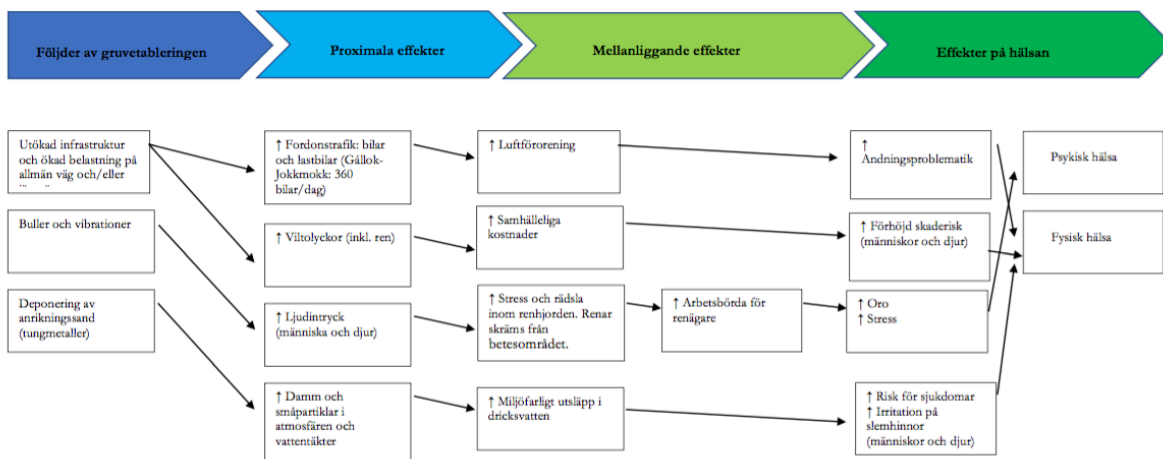 Följder av gruvetableringen
Proximala effekter
Mellanliggande effekter
Effekter på hälsan
Utökad infrastruktur
och ökad belastning på
allmän väg och/eller
↑ Fordonstrafik: bilar
och lastbilar (Gállok-
Jokkmokk: 360
bilar/dag)
↑ Luftförorening
↑
Andningsproblematik
Psykisk hälsa
Buller och vibrationer
↑ Viltolyckor (inkl. ren)
↑ Samhälleliga
kostnader
↑ Förhöjd skaderisk
(människor och djur)
Fysisk hälsa
Deponering av
anrikningssand
(tungmetaller)
↑ Ljudintryck
(människa och djur)
↑ Stress och rädsla
inom renhjorden. Renar
skräms från
betesområdet.
↑ Arbetsbörda för
renägare
↑ Oro
↑ Stress
↑ Damm och
småpartiklar i
atmosfären och
vattentäkter
↑ Miljöfarligt utsläpp i
dricksvatten
↑ Risk för sjukdomar
↑ Irritation på
slemhinnor
(människor och djur)